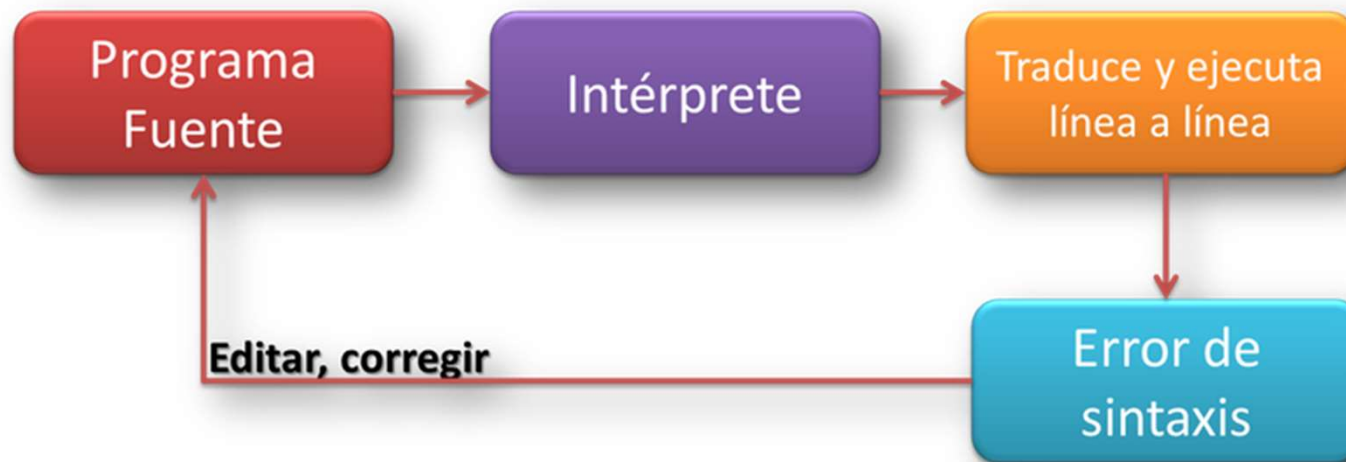 Programa
Fuente
Intérprete
Traduce y ejecuta
línea a línea
Editar, corregir
Error de
sintaxis